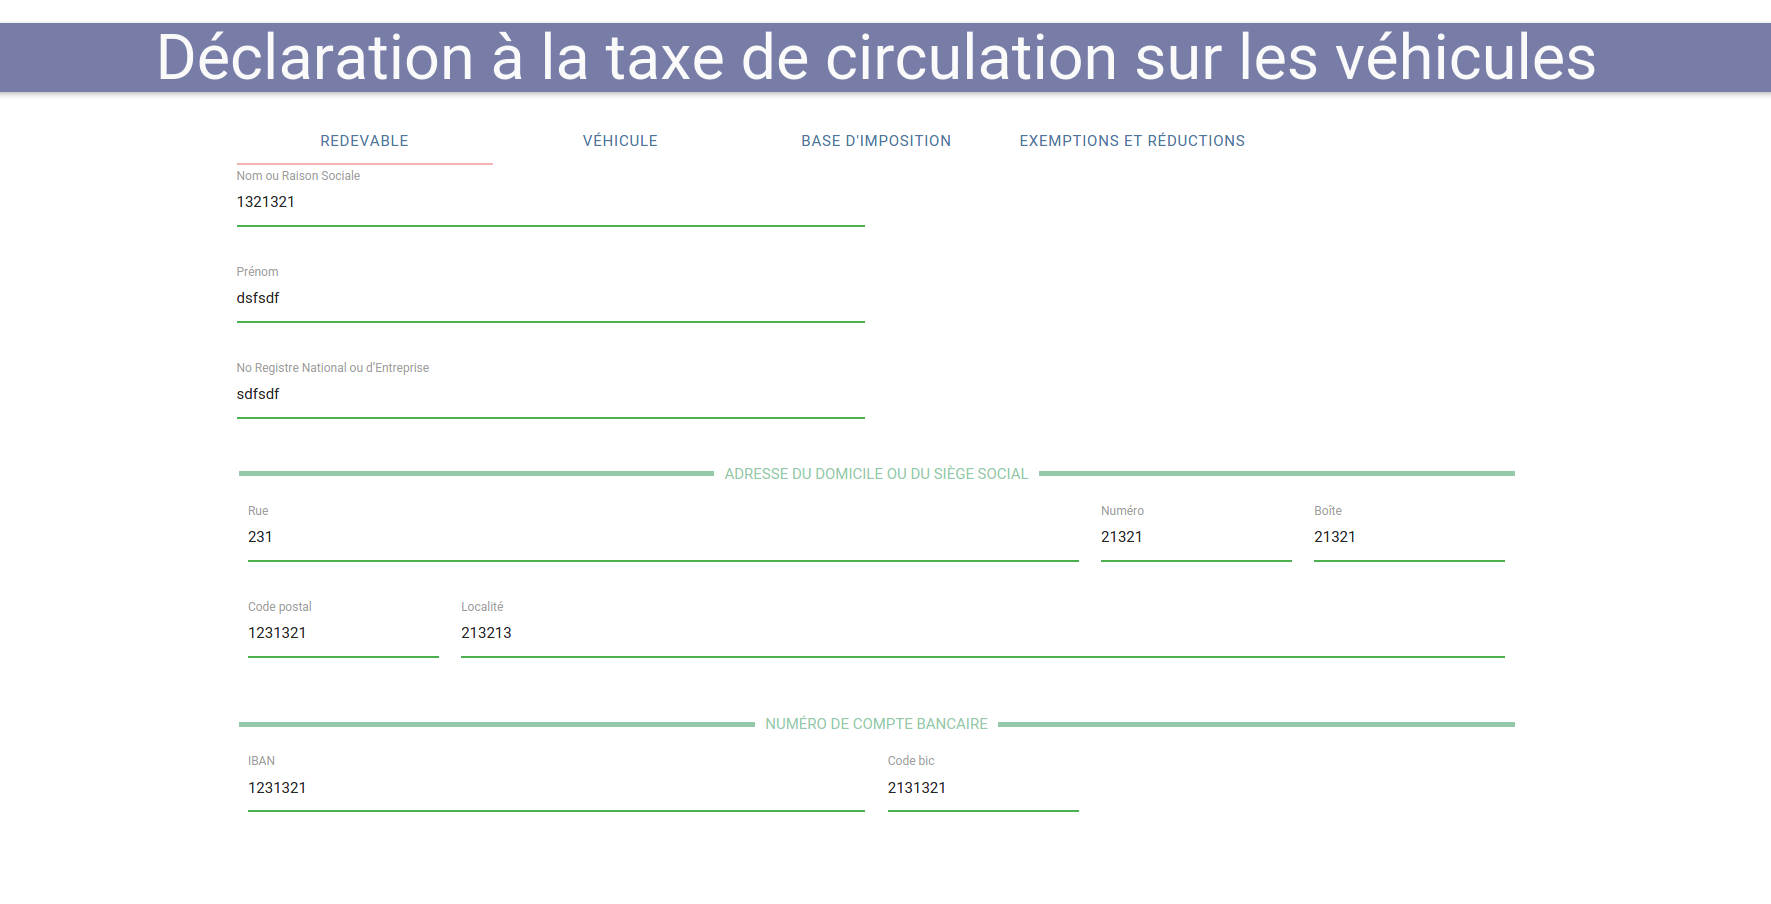 Déclaration à la taxe de circulation sur les véhicules
REDEVABLE VÉHICULE BASE D'IMPOSITION EXEMPTIONS ET RÉDUCTIONS
Nom ou Raison Sociale
1321321
Prénom
dsfsdf
No Registre National ou d'Entreprise
sdfsdf
ADRESSE DU DOMICILE OU DU SIÈGE SOCIAL
Rue Numéro Boîte
231 21321 21321
Code postal Localité
1231321 213213
NUMÉRO DE COMPTE BANCAIRE
IBAN Code bic
1231321 2131321